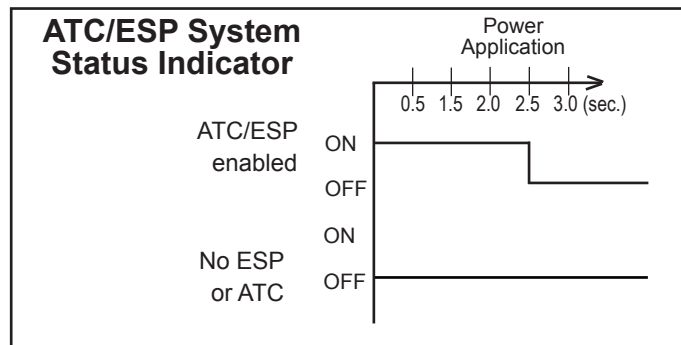 ATC/ESP System
Status Indicator
Power
Application
0.5 1.5 2.0 2.5 3.0 (sec.)
ATC/ESP
enabled
ON
OFF
ON
No ESP
or ATC
OFF